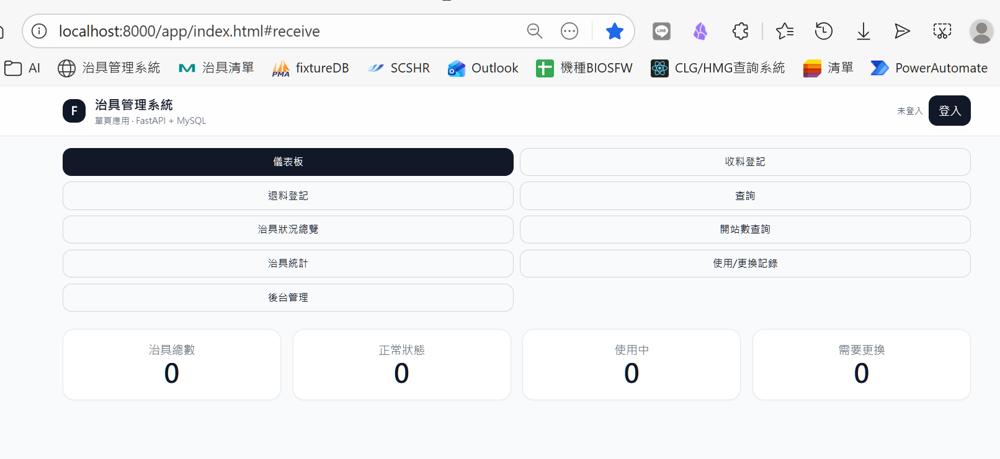 localhost:8000/app/index.html#receive
LINE
AI 治具管理系統 治具清單 PMA fixtureDB SCSHR Outlook 機種BIOSFW CLG/HMG查詢系統 清單 PowerAutomate
F 治具管理系統
單頁應用 · FastAPI + MySQL
未登入 登入
儀表板 收料登記
退料登記 查詢
治具狀況總覽 開站數查詢
治具統計 使用/更換記錄
後台管理
治具總數 正常狀態 使用中 需要更換
0 0 0 0